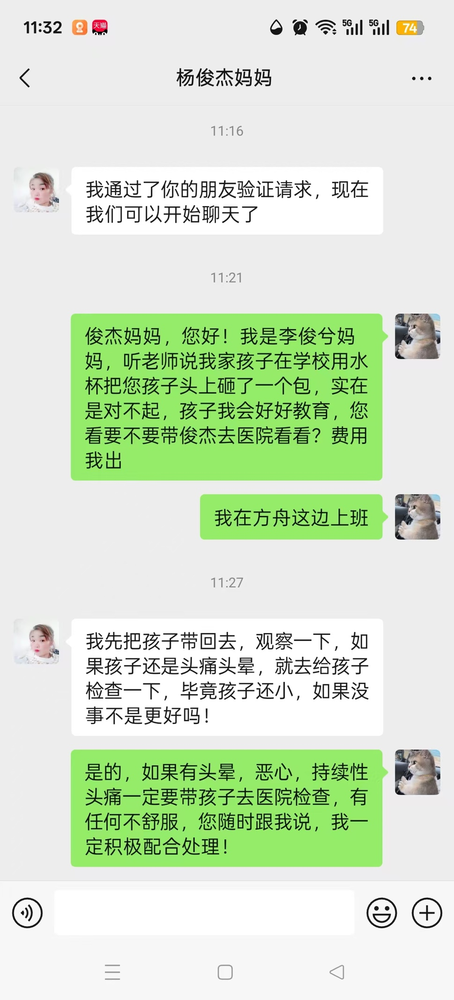 11:32
天猫
5G
5G
74
杨俊杰妈妈
11:16
我通过了你的朋友验证请求，现在
我们可以开始聊天了
11:21
俊杰妈妈，您好！我是李俊兮妈
妈，听老师说我家孩子在学校用水
杯把您孩子头上砸了一个包，实在
是对不起，孩子我会好好教育，您
看要不要带俊杰去医院看看？费用
我出
我在方舟这边上班
11:27
我先把孩子带回去，观察一下，如
果孩子还是头痛头晕，就去给孩子
检查一下，毕竟孩子还小，如果没
事不是更好吗！
是的，如果有头晕，恶心，持续性
头痛一定要带孩子去医院检查，有
任何不舒服，您随时跟我说，我一
定积极配合处理！